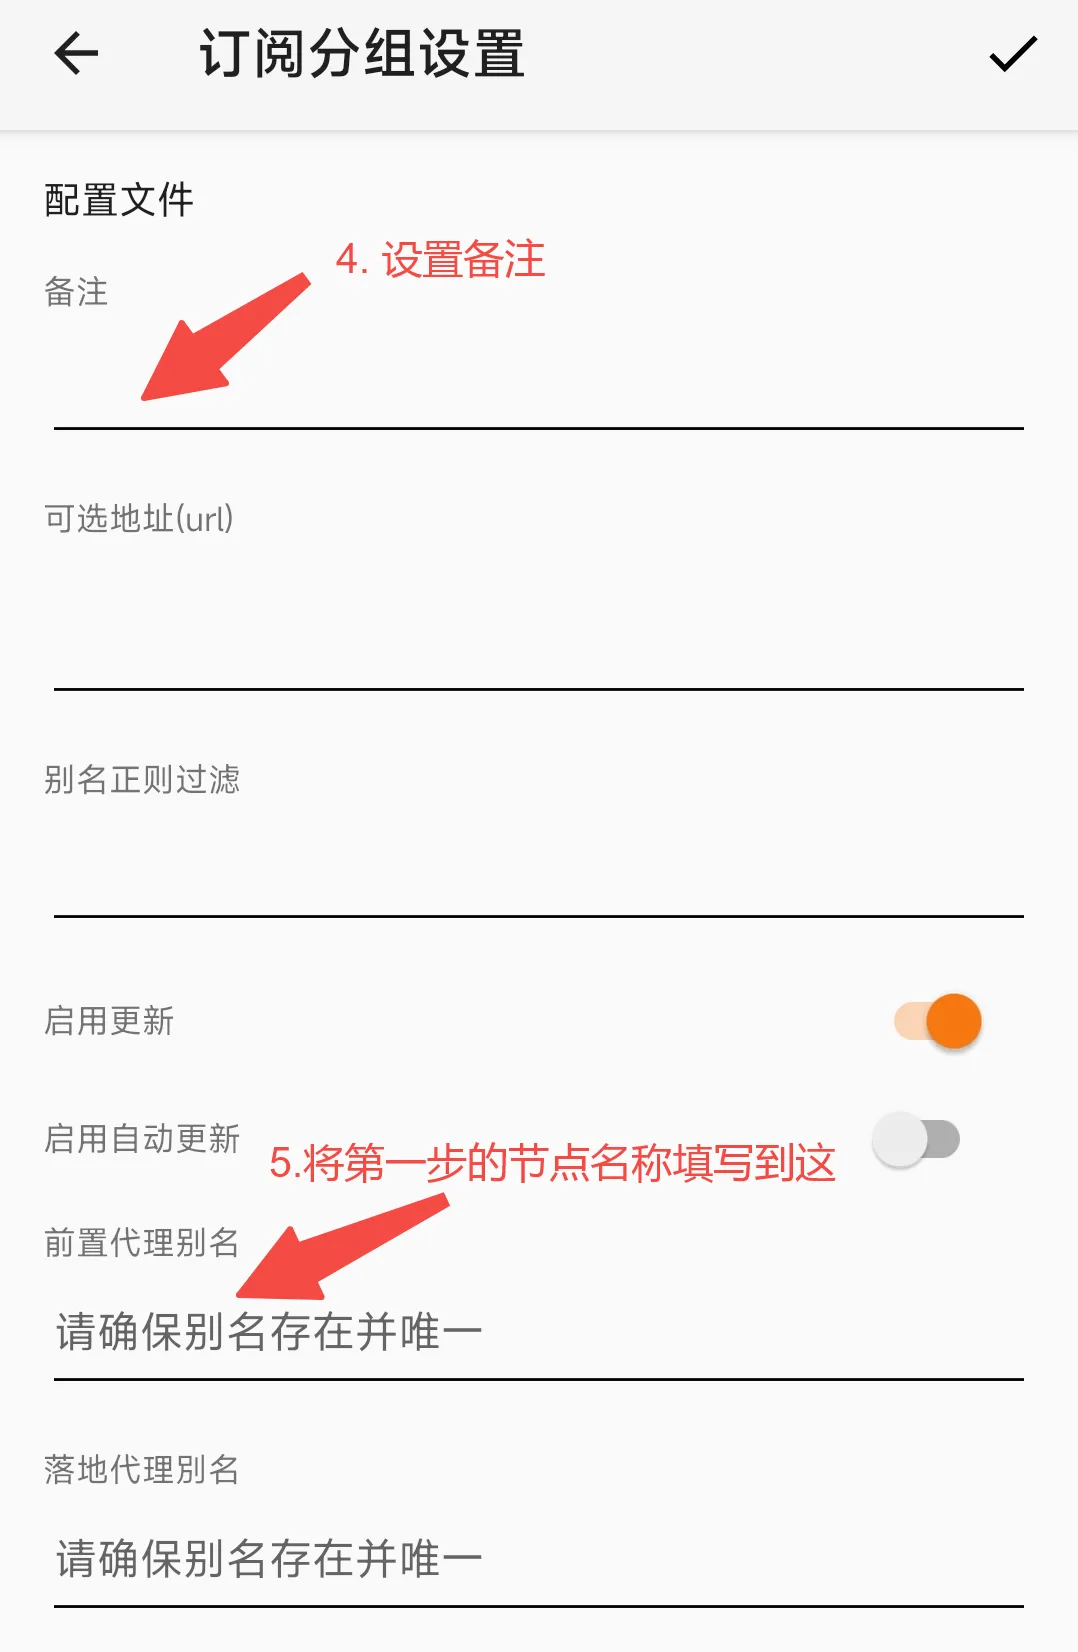 订阅分组设置
配置文件
4. 设置备注
备注
可选地址(url)
别名正则过滤
启用更新
启用自动更新
5.将第一步的节点名称填写到这
前置代理别名
请确保别名存在并唯一
落地代理別名
请确保别名存在并唯一